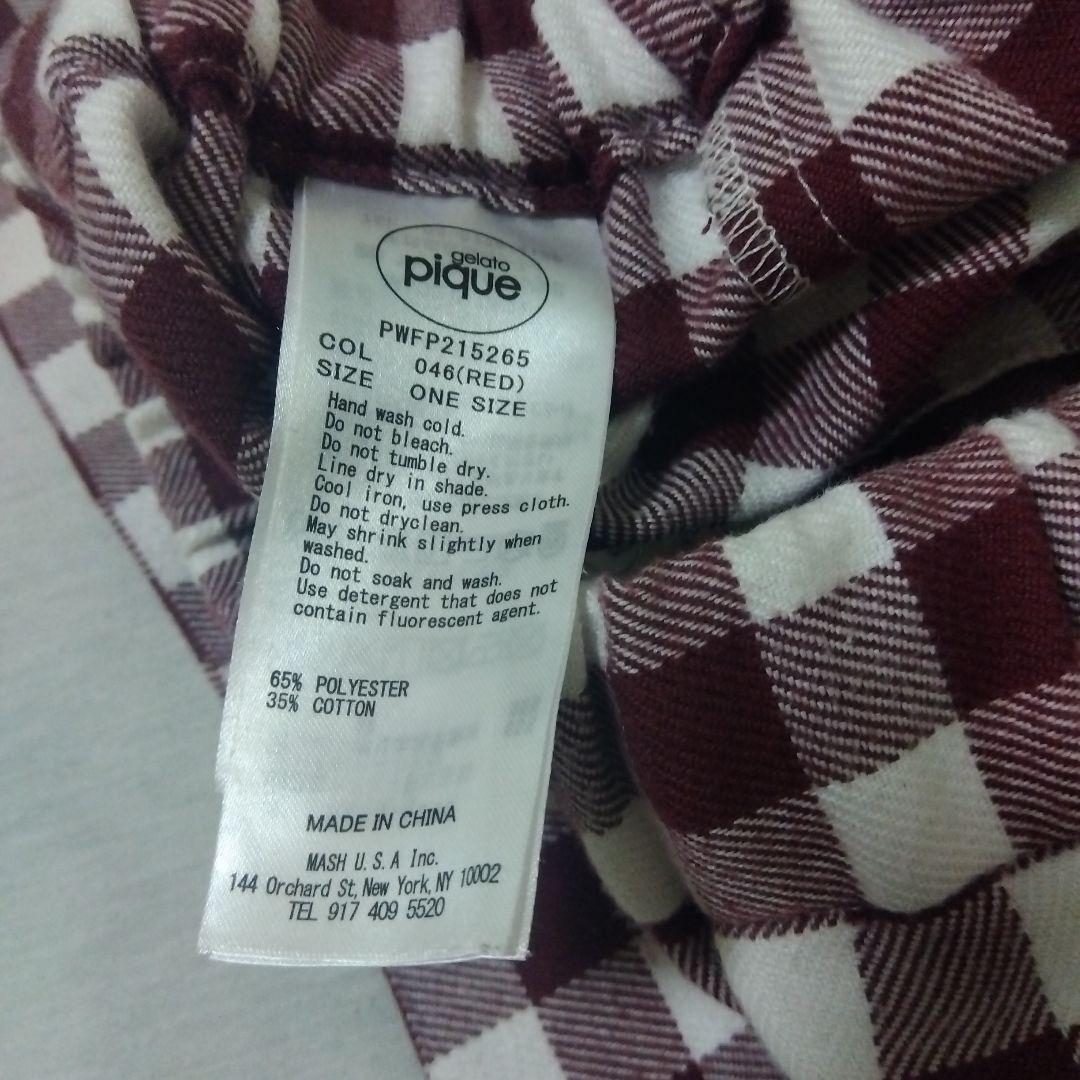 gelato
pique
PWFP215265
COL 046(RED)
SIZE ONE SIZE
Hand wash cold.
Do not bleach.
Do not tumble dry.
Line dry in shade.
Cool iron, use press cloth.
Do not dryclean.
May shrink slightly when
washed.
Do not soak and wash.
Use detergent that does not
contain fluorescent agent.
65% POLYESTER
35% COTTON
MADE IN CHINA
MASH U.S.A Inc.
144 Orchard St, New York, NY 10002
TEL 917 409 5520